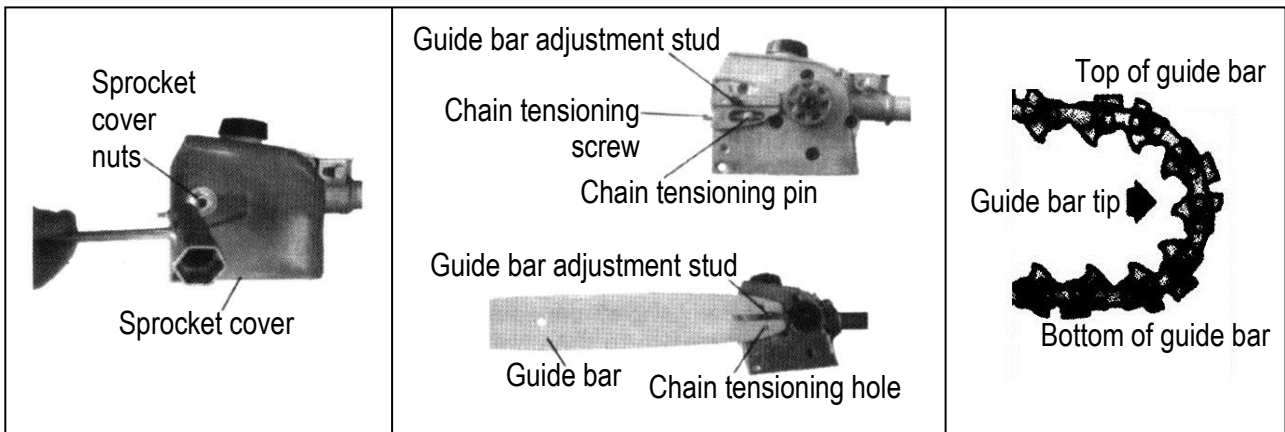 Sprocket
cover
nuts
Sprocket cover
Guide bar adjustment stud
Chain tensioning
screw
Chain tensioning pin
Guide bar adjustment stud
Guide bar
Chain tensioning hole
Top of guide bar
Guide bar tip
Bottom of guide bar